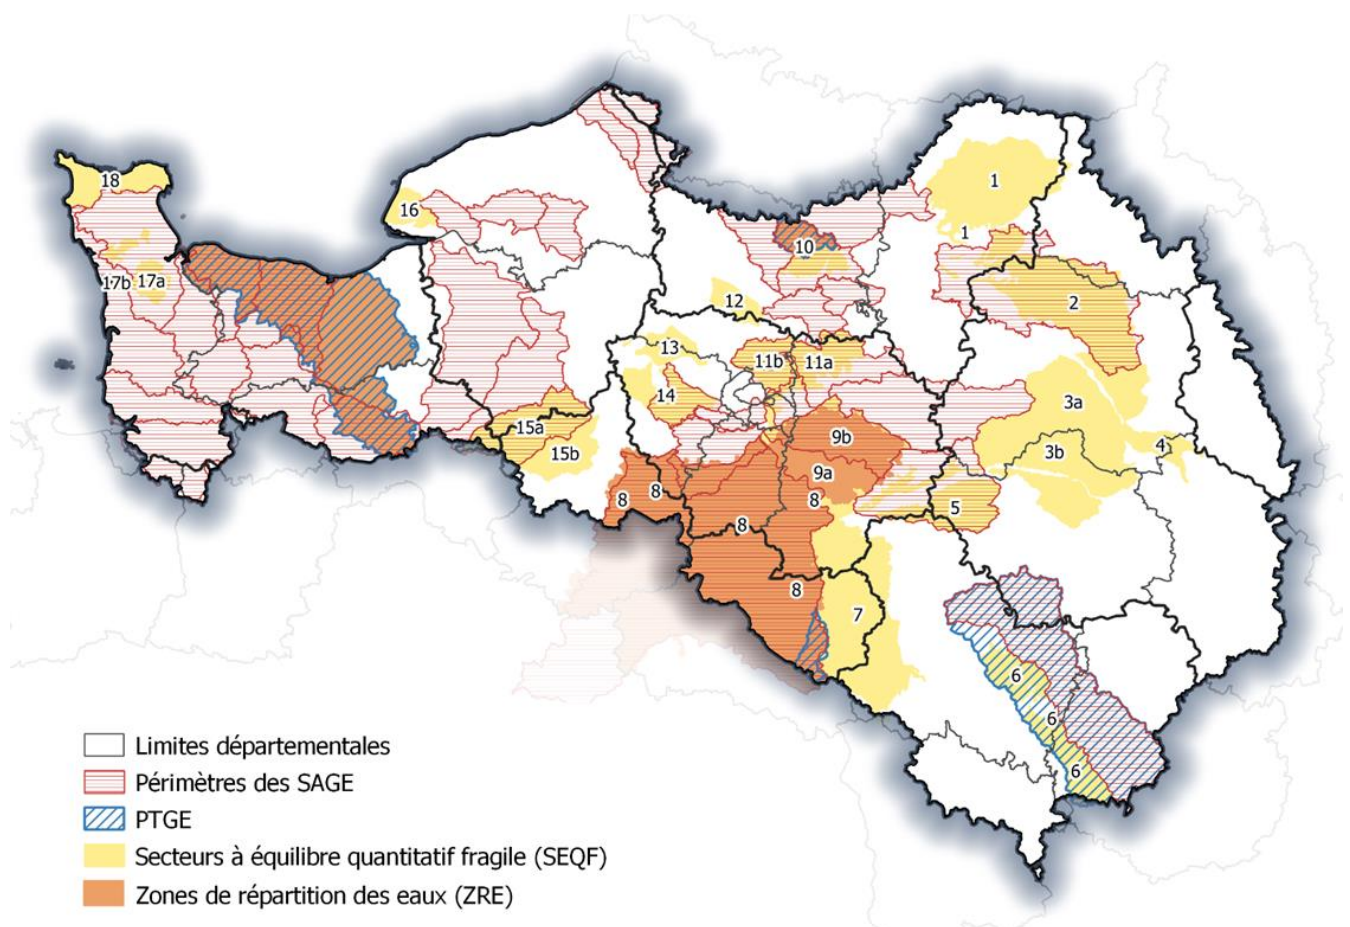 1
18
16
1
10
17b
17a
2
12
13
11b
11a
14
3a
15a
9b
4
15b
3b
9a
8
8
8
5
8
8
7
6
6
6
Limites départementales
Périmètres des SAGE
PTGE
Secteurs à équilibre quantitatif fragile (SEQF)
Zones de répartition des eaux (ZRE)